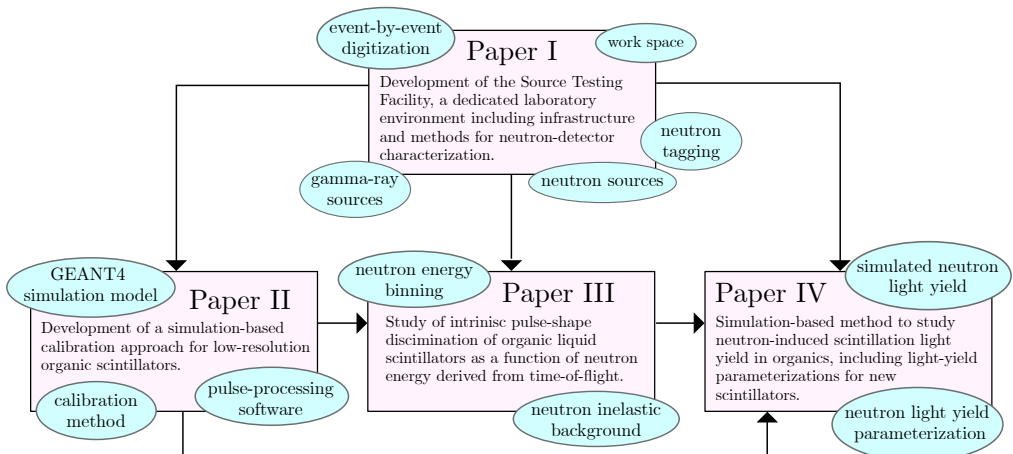 event-by-event
digitization
Paper I
work space
Development of the Source Testing
Facility, a dedicated laboratory
environment including infrastructure
and methods for neutron-detector
characterization.
neutron
tagging
gamma-ray
sources
neutron sources
GEANT4
simulation model
Paper II
Development of a simulation-based
calibration approach for low-resolution
organic scintillators.
calibration
method
pulse-processing
software
neutron energy
binning
Paper III
Study of intrinisc pulse-shape
discimination of organic liquid
scintillators as a function of neutron
energy derived from time-of-flight.
neutron inelastic
background
simulated neutron
light yield
Paper IV
Simulation-based method to study
neutron-induced scintillation light
yield in organics, including light-yield
parameterizations for new
scintillators.
neutron light yield
parameterization